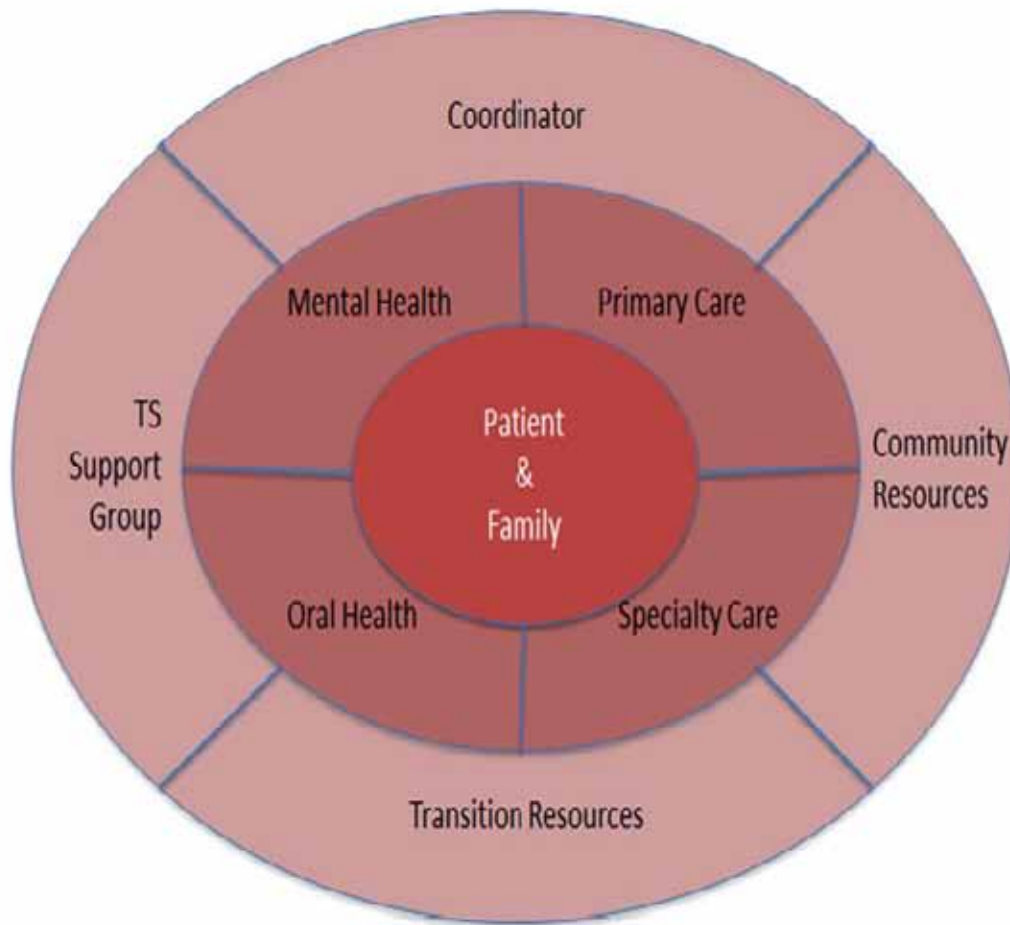 Coordinator
Mental Health
Primary Care
Patient
&
Family
TS
Support
Group
Community
Resources
Oral Health
Specialty Care
Transition Resources